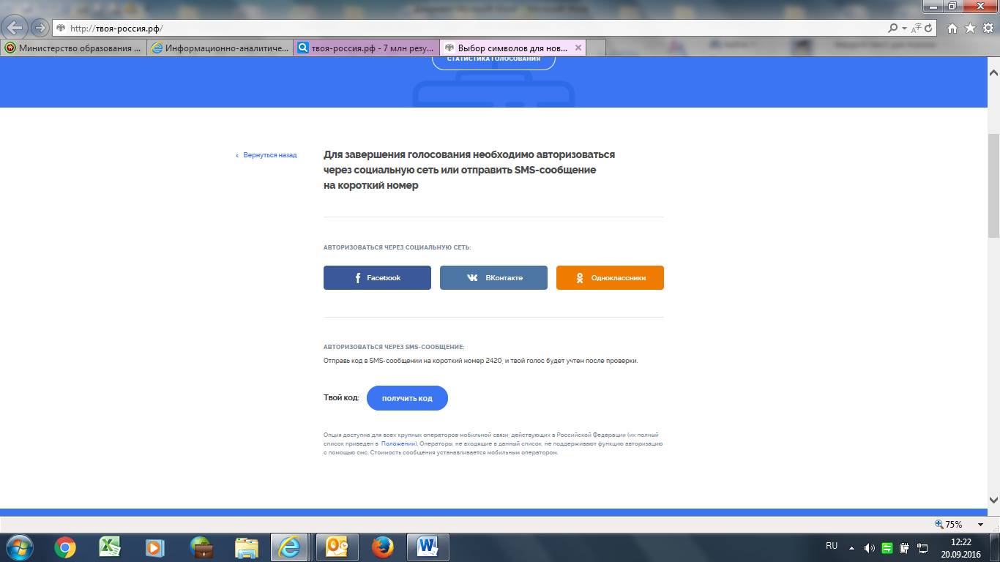 http://твоя-россия.рф/
Министерство образования ...
Информационно-аналитиче...
твоя-россия.рф - 7 млн резу...
Выбор символов для нов...
СТАТИСТИКА ГОЛОСОВАНИЯ
‹ Вернуться назад
Для завершения голосования необходимо авторизоваться
через социальную сеть или отправить SMS-сообщение
на короткий номер
АВТОРИЗОВАТЬСЯ ЧЕРЕЗ СОЦИАЛЬНУЮ СЕТЬ:
Facebook
ВКонтакте
Одноклассники
АВТОРИЗОВАТЬСЯ ЧЕРЕЗ SMS-СООБЩЕНИЕ:
Отправь код в SMS-сообщении на короткий номер 2420, и твой голос будет учтен после проверки.
Твой код: ПОЛУЧИТЬ КОД
Опция доступна для всех крупных операторов мобильной связи, действующих в Российской Федерации (их полный
список приведен в Положении). Операторы, не входящие в данный список, не поддерживают функцию авторизацию
с помощью смс. Стоимость сообщения устанавливается мобильным оператором.
75%
RU
12:22
20.09.2016